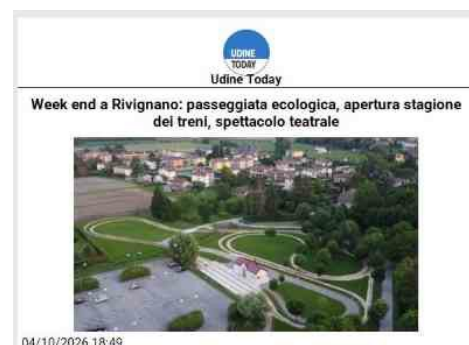 UDINE
TODAY
Udine Today
Week end a Rivignano: passeggiata ecologica, apertura stagione
dei treni, spettacolo teatrale
04/10/2026 18:49